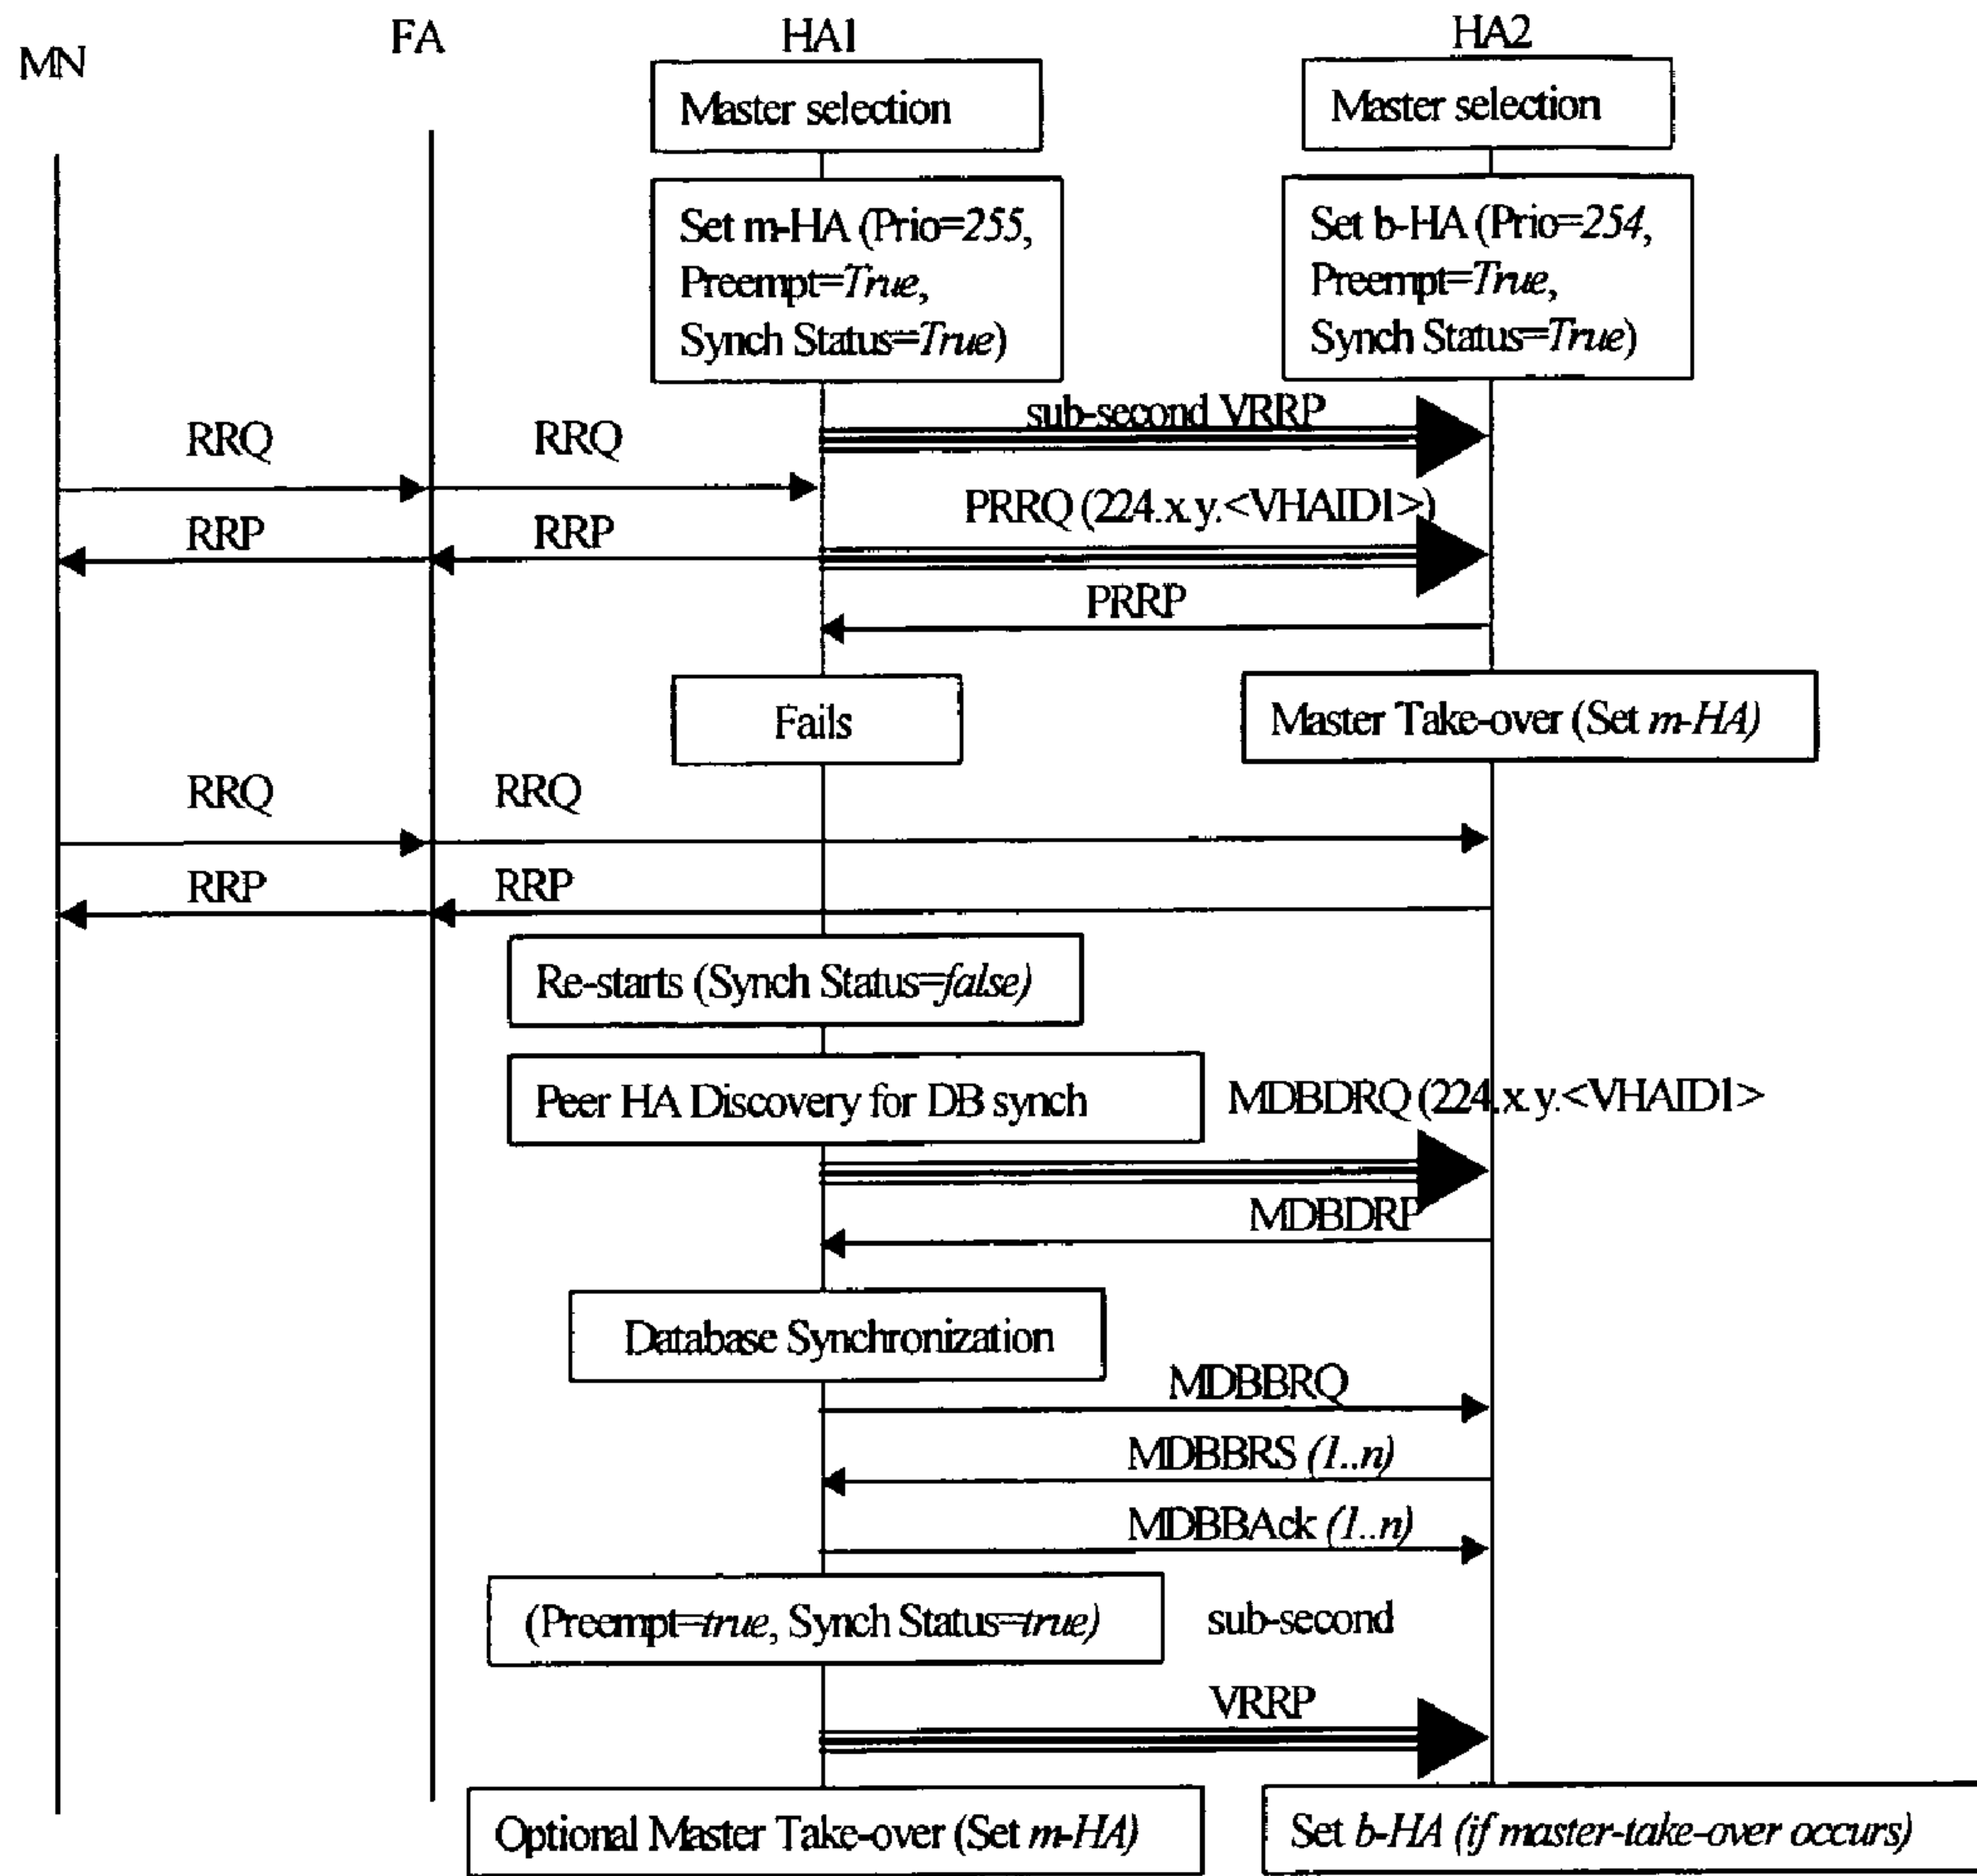 MN
FA
HA1
HA2
Master selection
Master selection
Set m-HA (Prio=255,
Preempt=True,
Synch Status=True)
Set b-HA (Prio=254,
Preempt=True,
Synch Status=True)
sub-second VRRP
RRQ
RRQ
PRRQ (224.x.y.<VHAID1>)
RRP
RRP
PRRP
Fails
Master Take-over (Set m-HA)
RRQ
RRQ
RRP
RRP
Re-starts (Synch Status=false)
Peer HA Discovery for DB synch
MDBDRQ (224.x.y.<VHAID1>
MDBDRP
Database Synchronization
MDBBRQ
MDBBRS (1..n)
MDBBAck (1..n)
(Preempt=true, Synch Status=true)
sub-second
VRRP
Optional Master Take-over (Set m-HA)
Set b-HA (if master-take-over occurs)